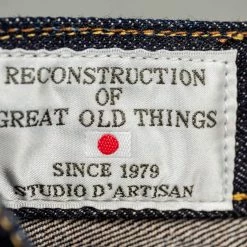 RECONSTRUCTION
OF
GREAT OLD THINGS
SINCE 1979
STUDIO D'ARTISAN